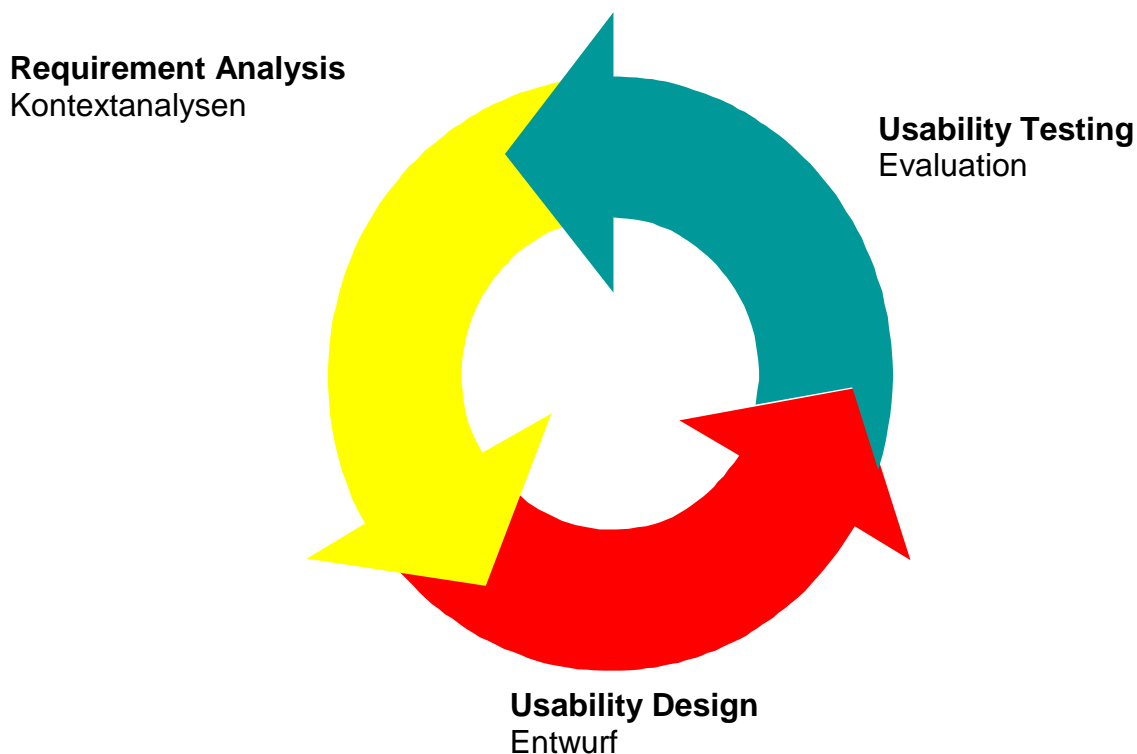 Requirement Analysis
Kontextanalysen
Usability Testing
Evaluation
Usability Design
Entwurf